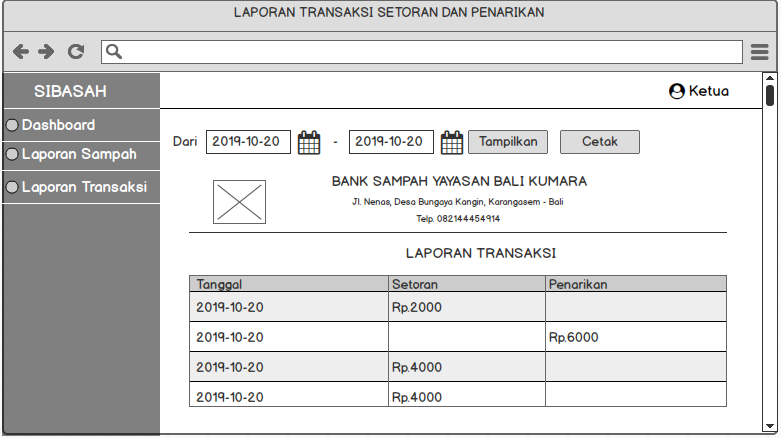 LAPORAN TRANSAKSI SETORAN DAN PENARIKAN
SIBASAH
Ketua
Dashboard
Laporan Sampah
Laporan Transaksi
Dari 2019-10-20 - 2019-10-20 Tampilkan Cetak
BANK SAMPAH YAYASAN BALI KUMARA
Jl. Nenas, Desa Bungaya Kangin, Karangasem - Bali
Telp. 082144454914
LAPORAN TRANSAKSI
Tanggal Setoran Penarikan
2019-10-20 Rp.2000
2019-10-20 Rp.6000
2019-10-20 Rp.4000
2019-10-20 Rp.4000